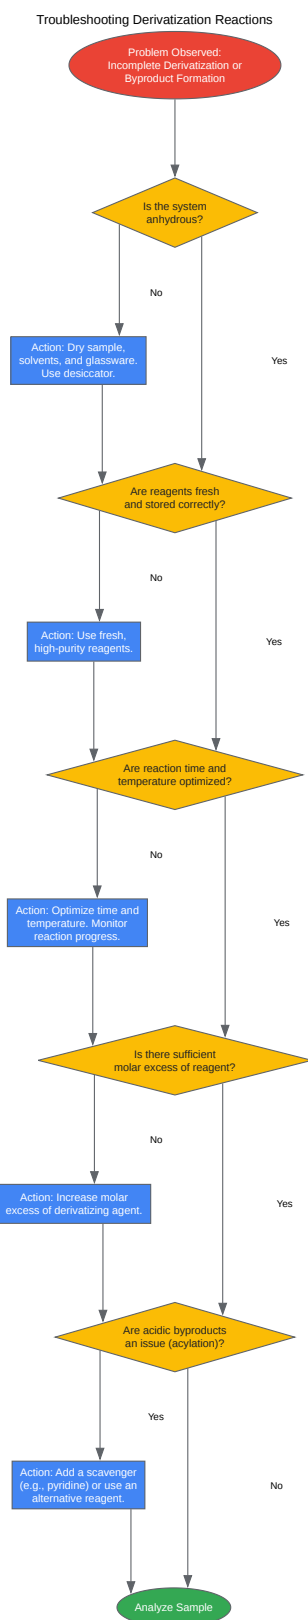 Troubleshooting Derivatization Reactions
Problem Observed:
Incomplete Derivatization or
Byproduct Formation
Is the system
anhydrous?
No
Yes
Action: Dry sample,
solvents, and glassware.
Use desiccator.
Are reagents fresh
and stored correctly?
No
Yes
Action: Use fresh,
high-purity reagents.
Are reaction time and
temperature optimized?
No
Yes
Action: Optimize time and
temperature. Monitor
reaction progress.
Is there sufficient
molar excess of reagent?
No
Yes
Action: Increase molar
excess of derivatizing agent.
Are acidic byproducts
an issue (acylation)?
Yes
No
Action: Add a scavenger
(e.g., pyridine) or use an
alternative reagent.
Analyze Sample